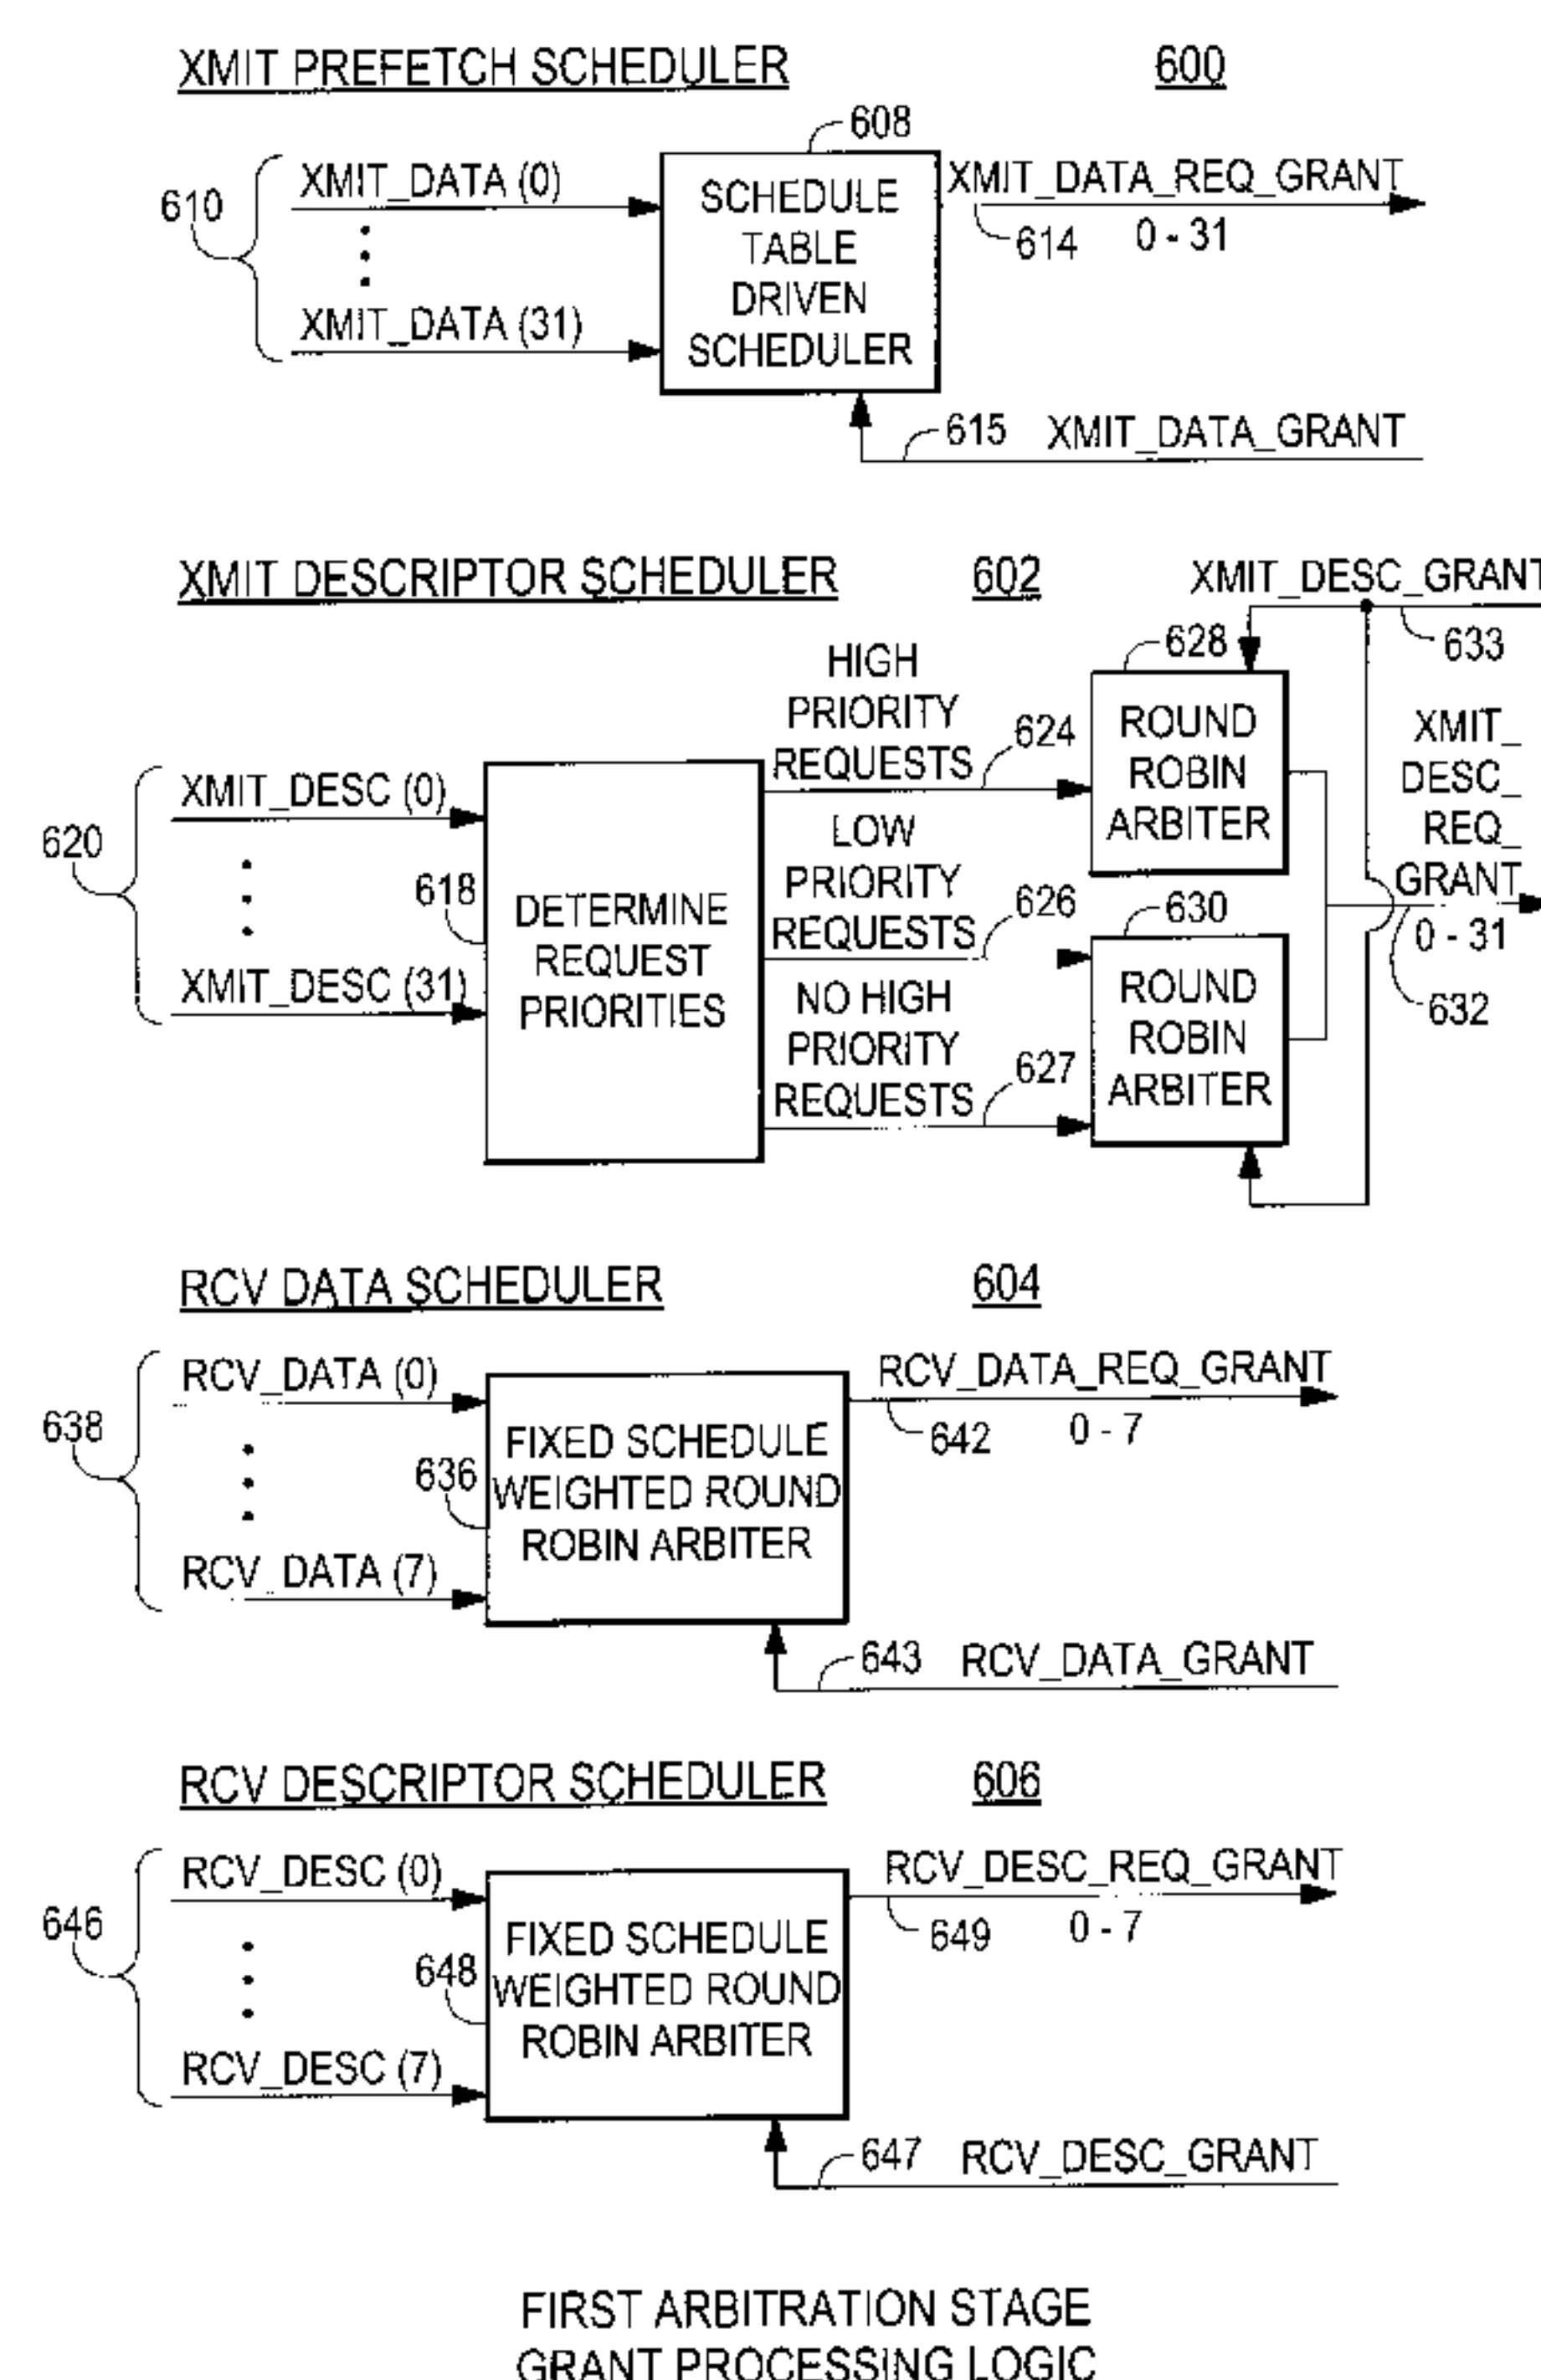 XMIT PREFETCH SCHEDULER 600
608
610
XMIT_DATA (0)
XMIT_DATA (31)
SCHEDULE
TABLE
DRIVEN
SCHEDULER
XMIT_DATA_REQ_GRANT
614 0 - 31
615 XMIT_DATA_GRANT
XMIT DESCRIPTOR SCHEDULER 602
XMIT_DESC_GRANT
633
628
620
XMIT_DESC (0)
XMIT_DESC (31)
618
DETERMINE
REQUEST
PRIORITIES
HIGH
PRIORITY
REQUESTS
624
LOW
PRIORITY
REQUESTS
626
NO HIGH
PRIORITY
REQUESTS
627
ROUND
ROBIN
ARBITER
630
ROUND
ROBIN
ARBITER
XMIT_
DESC_
REQ_
GRANT
0 - 31
632
RCV DATA SCHEDULER 604
638
RCV_DATA (0)
RCV_DATA (7)
636
FIXED SCHEDULE
WEIGHTED ROUND
ROBIN ARBITER
RCV_DATA_REQ_GRANT
642 0 - 7
643 RCV_DATA_GRANT
RCV DESCRIPTOR SCHEDULER 606
646
RCV_DESC (0)
RCV_DESC (7)
648
FIXED SCHEDULE
WEIGHTED ROUND
ROBIN ARBITER
RCV_DESC_REQ_GRANT
649 0 - 7
647 RCV_DESC_GRANT
FIRST ARBITRATION STAGE
GRANT PROCESSING LOGIC